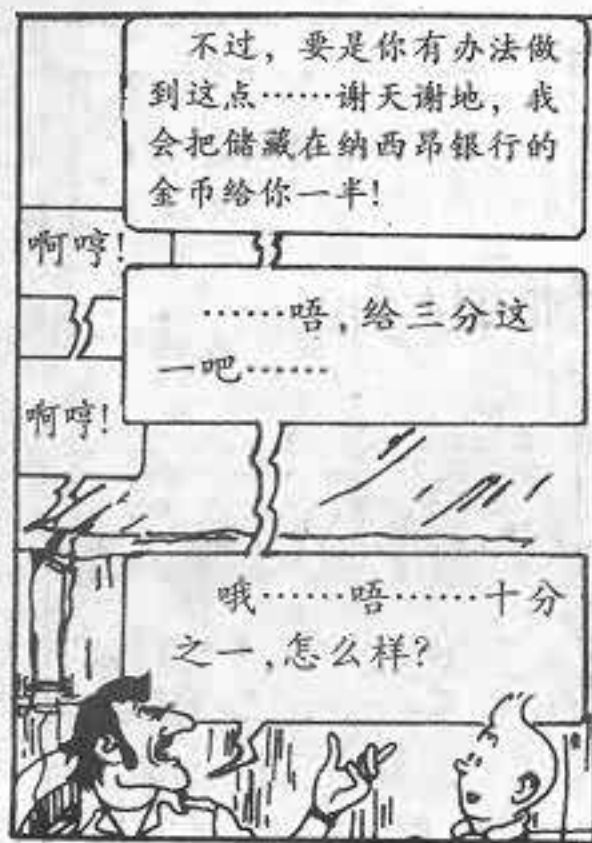 不过，要是你有办法做
到这点……谢天谢地，我
会把储藏在纳西昂银行的
金币给你一半！
啊哼！
……唔，给三分这
一吧……
啊哼！
哦……唔……十分
之一，怎么样？